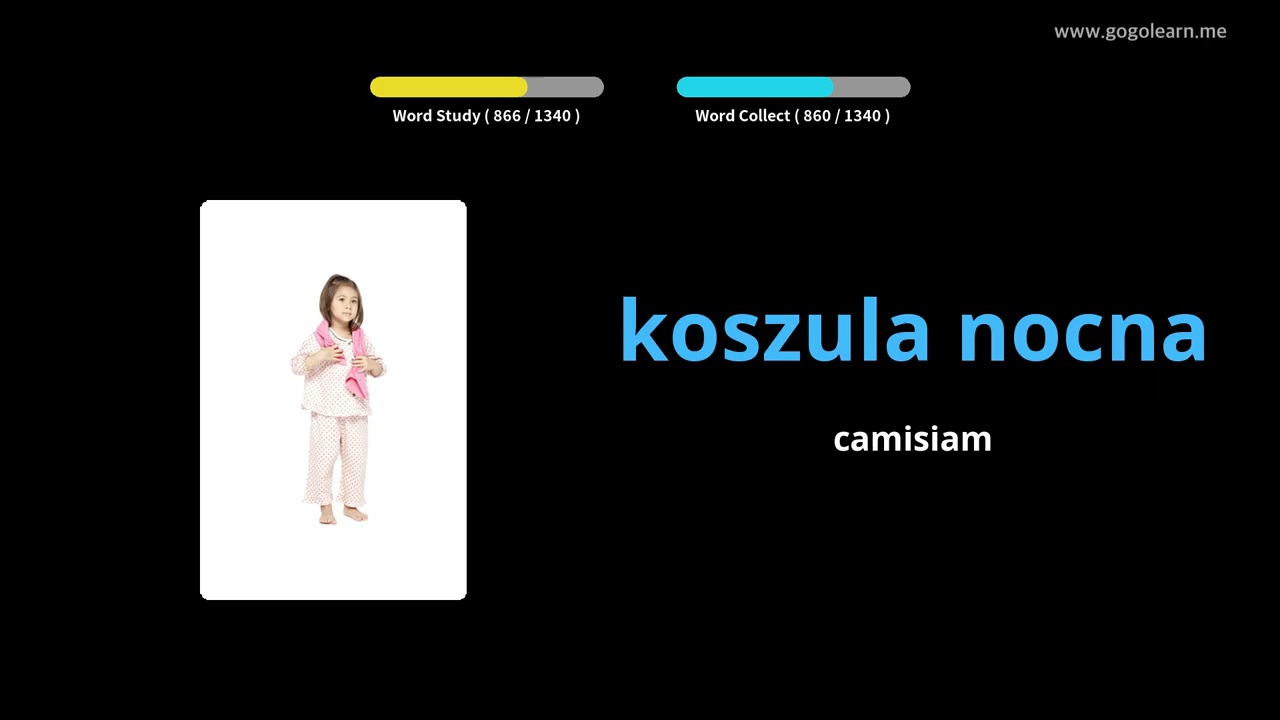 www.gogolearn.me
Word Study ( 866 / 1340 )
Word Collect ( 860 / 1340 )
koszula nocna
camisiam